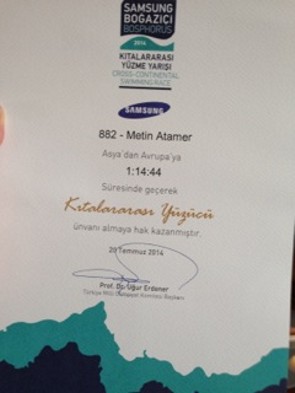 SAMSUNG
BOĞAZİÇİ
BOSPHORUS
2014
KITALARARASI
YÜZME YARIŞI
CROSS-CONTINENTAL
SWIMMING RACE
SAMSUNG
882 - Metin Atamer
Asya'dan Avrupa'ya
1:14:44
Süresinde geçerek
Kıtalararası Yüzücü
ünvanı almaya hak kazanmıştır.
20 Temmuz 2014
Prof. Dr. Uğur Erdener
Türkiye Milli Olimpiyat Komitesi Başkanı